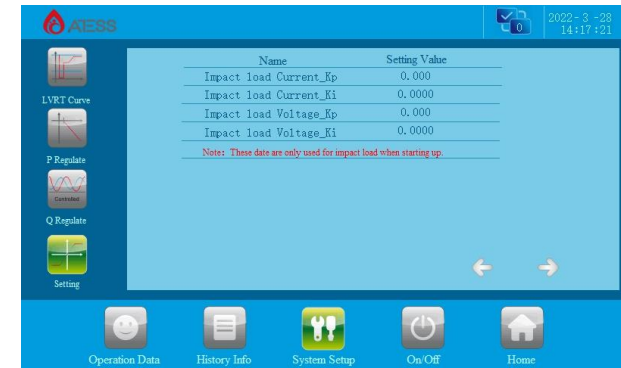 AESS
0
2022-3-28
14:17:21
LVRT Curve
P Regulate
Controlled
Q Regulate
Setting
Name Setting Value
Impact load Current_Kp 0.000
Impact load Current_Ki 0.0000
Impact load Voltage_Kp 0.000
Impact load Voltage_Ki 0.0000
Note: These date are only used for impact load when starting up.
Operation Data History Info System Setup On/Off Home